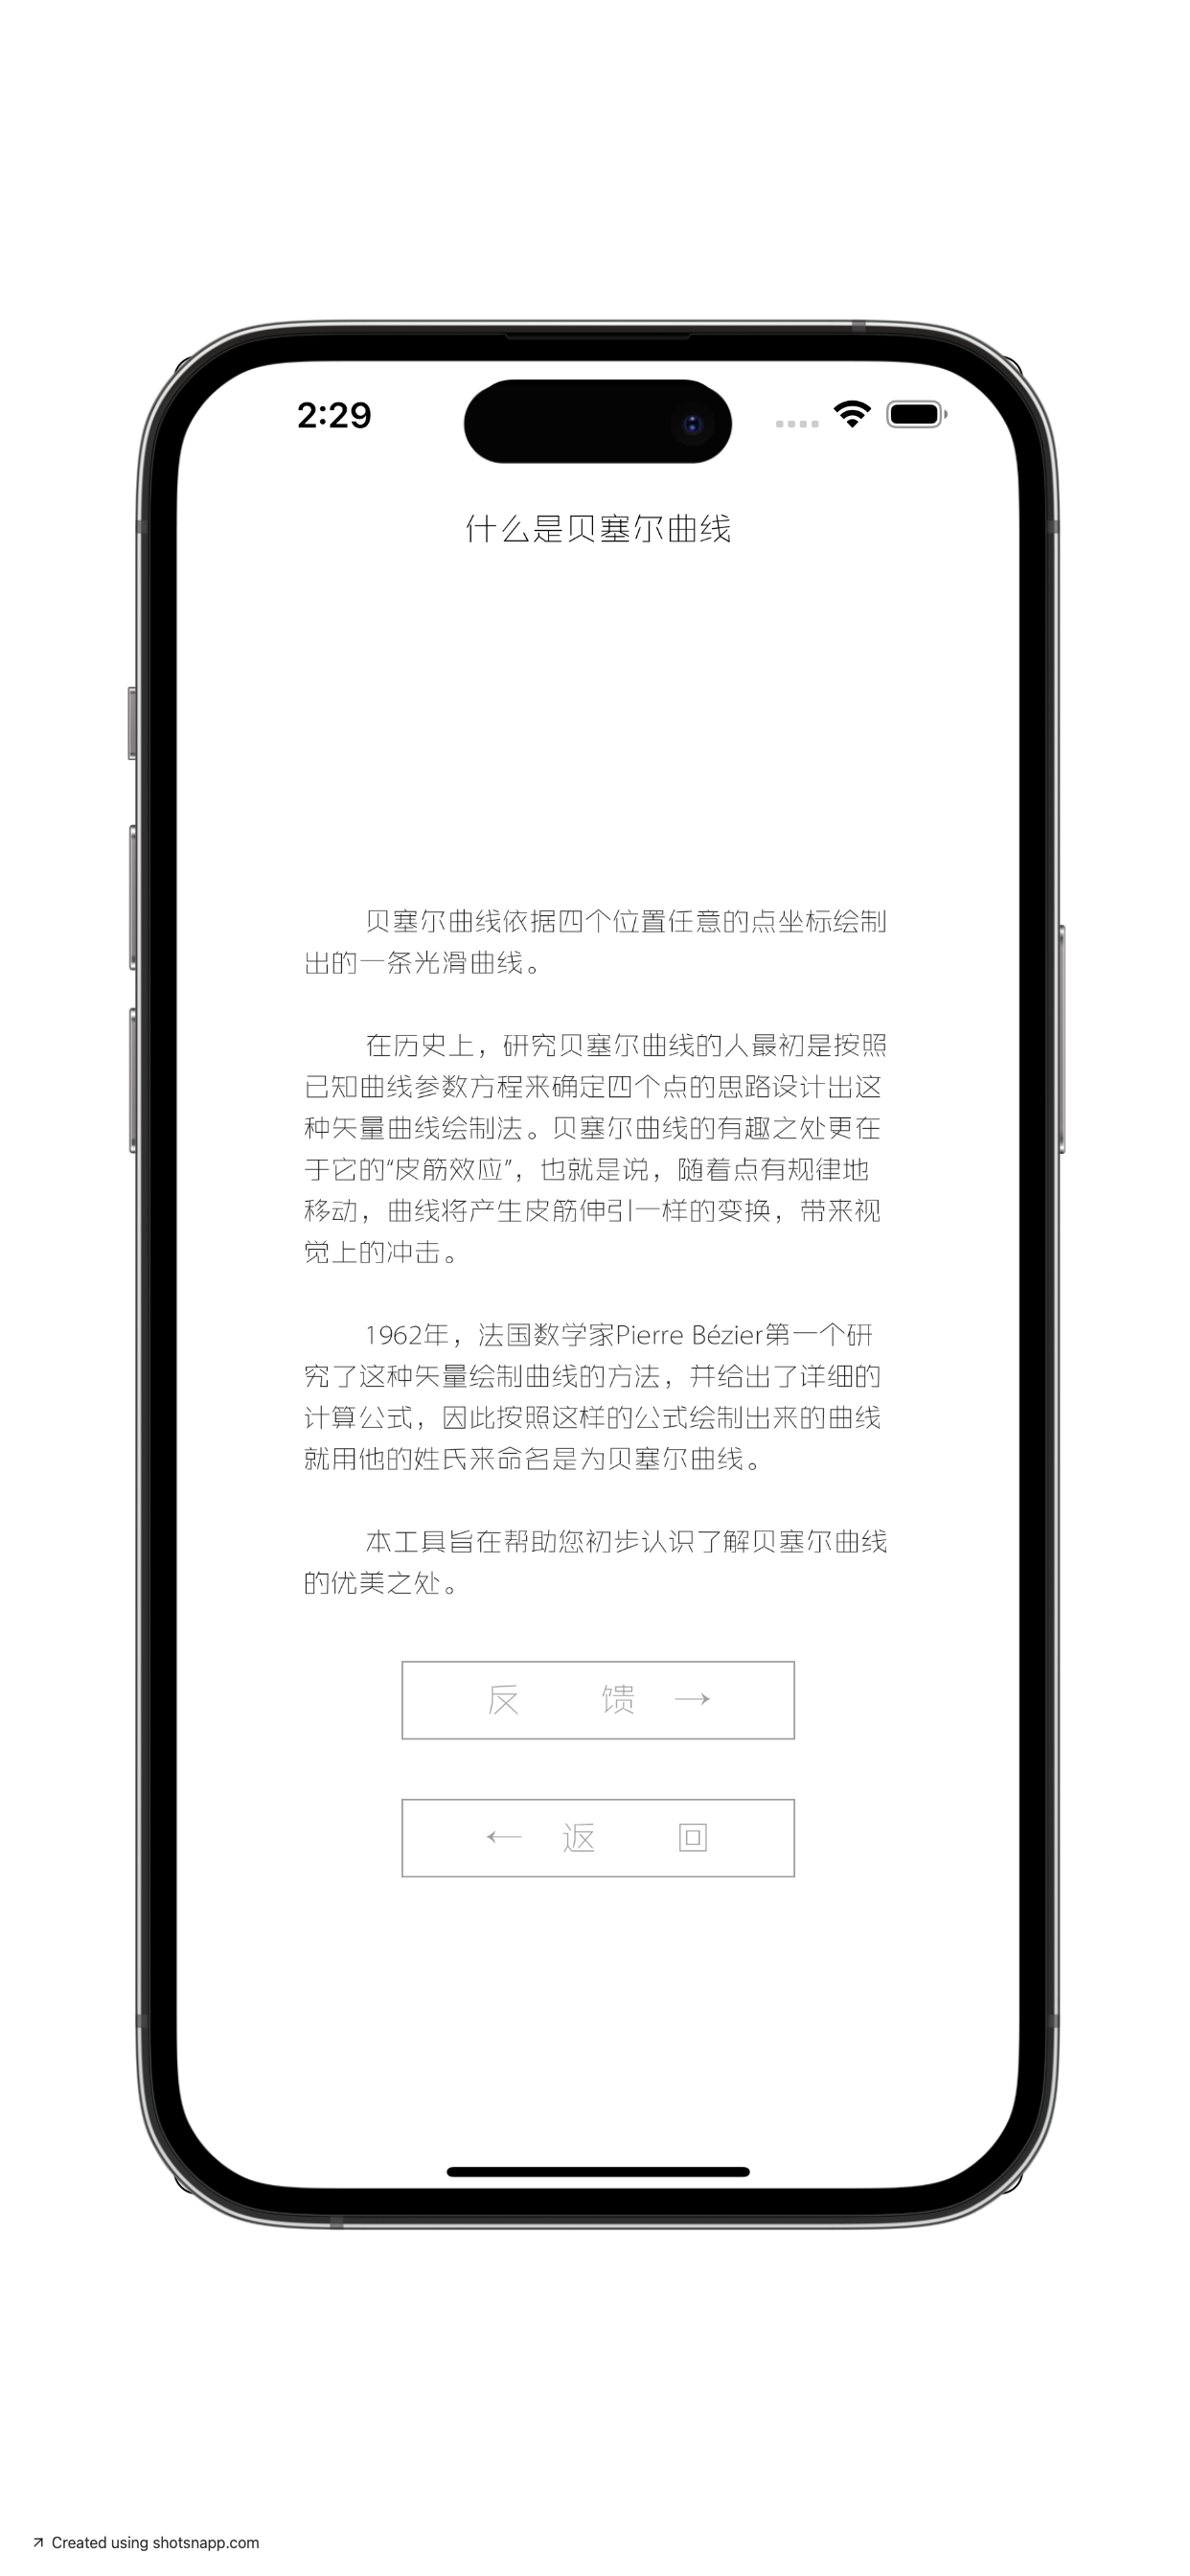 2:29
什么是贝塞尔曲线
贝塞尔曲线依据四个位置任意的点坐标绘制
出的一条光滑曲线。
在历史上，研究贝塞尔曲线的人最初是按照
已知曲线参数方程来确定四个点的思路设计出这
种矢量曲线绘制法。贝塞尔曲线的有趣之处更在
于它的“皮筋效应”，也就是说，随着点有规律地
移动，曲线将产生皮筋伸引一样的变换，带来视
觉上的冲击。
1962年，法国数学家Pierre Bézier第一个研
究了这种矢量绘制曲线的方法，并给出了详细的
计算公式，因此按照这样的公式绘制出来的曲线
就用他的姓氏来命名是为贝塞尔曲线。
本工具旨在帮助您初步认识了解贝塞尔曲线
的优美之处。
反 馈 →
← 返 回
Created using shotsnapp.com